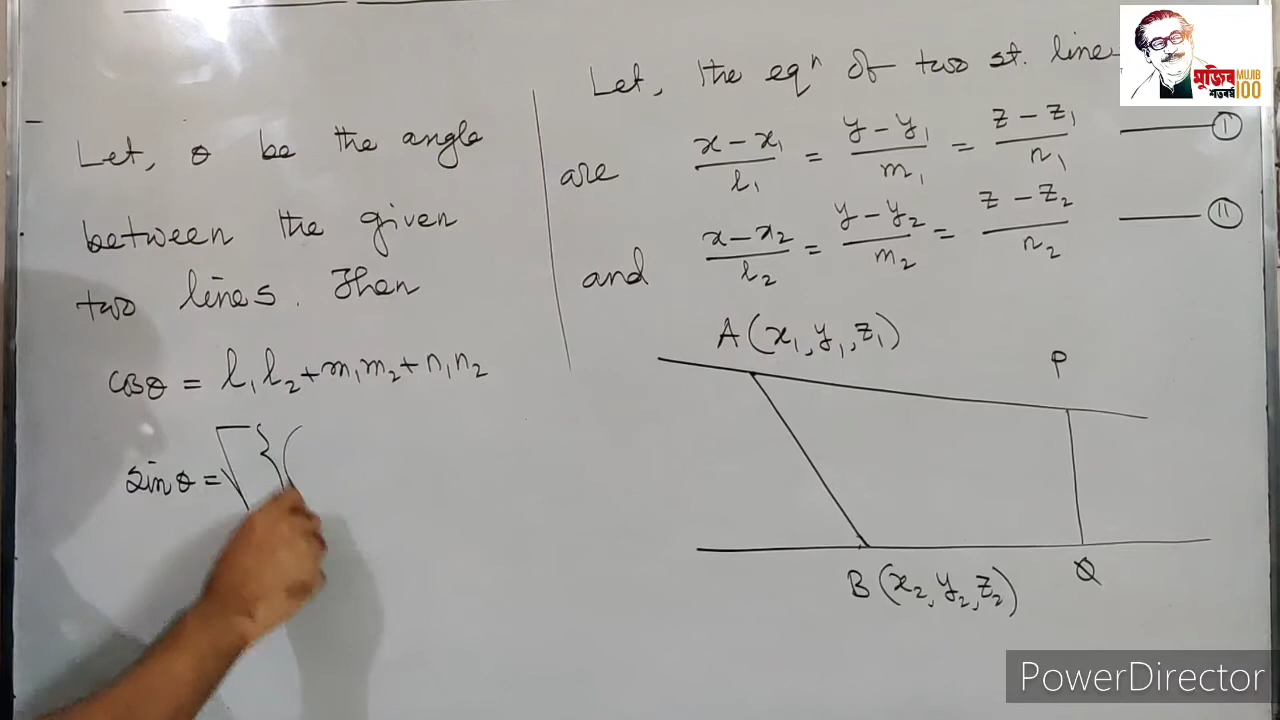 Let, θ be the angle
between the given
two lines. Then
cosθ = l₁l₂+m₁m₂+n₁n₂
sinθ = √{(
Let, the eqⁿ of two st. line
are x-x₁/l₁ = y-y₁/m₁ = z-z₁/n₁ —— I
and x-x₂/l₂ = y-y₂/m₂ = z-z₂/n₂ —— II
A(x₁,y₁,z₁)
P
B(x₂,y₂,z₂)
Q
মুজিব MUJIB
শতবর্ষ 100
PowerDirector